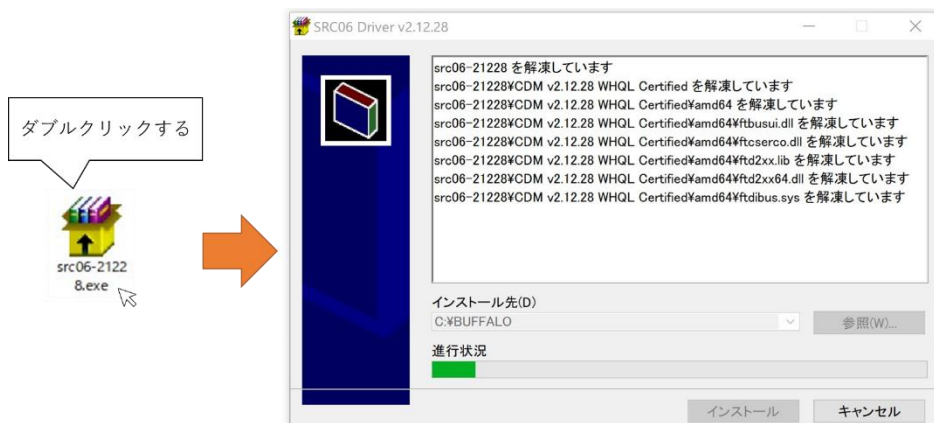 ダブルクリックする
src06-2122
8.exe
SRC06 Driver v2.12.28
src06-21228 を解凍しています
src06-21228¥CDM v2.12.28 WHQL Certified を解凍しています
src06-21228¥CDM v2.12.28 WHQL Certified¥amd64 を解凍しています
src06-21228¥CDM v2.12.28 WHQL Certified¥amd64¥ftbusui.dll を解凍しています
src06-21228¥CDM v2.12.28 WHQL Certified¥amd64¥ftcserco.dll を解凍しています
src06-21228¥CDM v2.12.28 WHQL Certified¥amd64¥ftd2xx.lib を解凍しています
src06-21228¥CDM v2.12.28 WHQL Certified¥amd64¥ftd2xx64.dll を解凍しています
src06-21228¥CDM v2.12.28 WHQL Certified¥amd64¥ftdibus.sys を解凍しています
インストール先(D)
C:¥BUFFALO
参照(W)...
進行状況
インストール
キャンセル